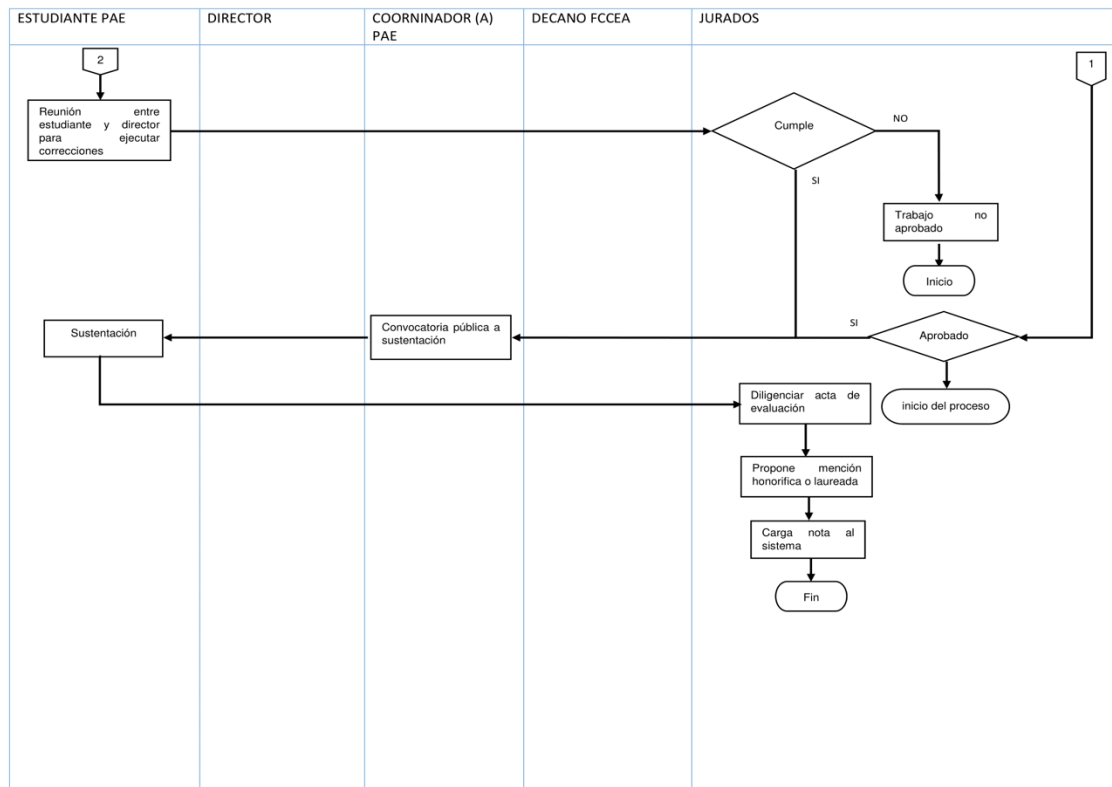 ESTUDIANTE PAE
DIRECTOR
COORNINADOR (A)
PAE
DECANO FCCEA
JURADOS
2
1
Reunión entre
estudiante y director
para ejecutar
correcciones
Cumple
NO
SI
Trabajo no
aprobado
Inicio
Sustentación
Convocatoria pública a
sustentación
SI
Aprobado
Diligenciar acta de
evaluación
inicio del proceso
Propone mención
honorifica o laureada
Carga nota al
sistema
Fin